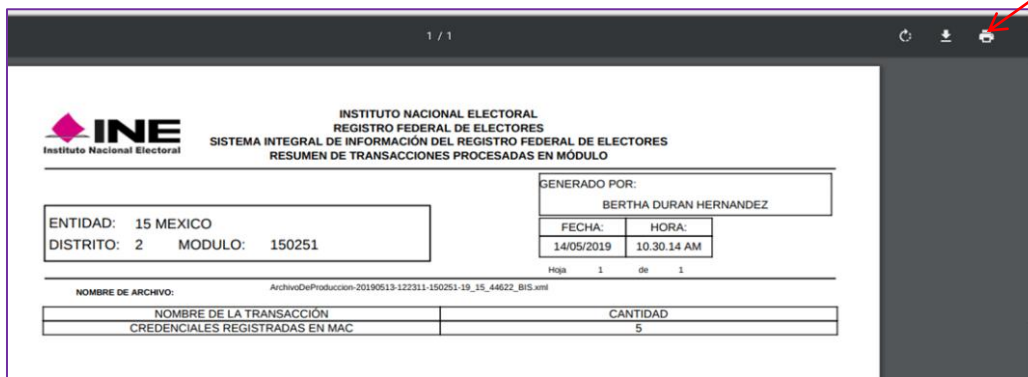 1 / 1
INE
Instituto Nacional Electoral
INSTITUTO NACIONAL ELECTORAL
REGISTRO FEDERAL DE ELECTORES
SISTEMA INTEGRAL DE INFORMACIÓN DEL REGISTRO FEDERAL DE ELECTORES
RESUMEN DE TRANSACCIONES PROCESADAS EN MÓDULO
GENERADO POR:
BERTHA DURAN HERNANDEZ
ENTIDAD: 15 MEXICO
DISTRITO: 2 MODULO: 150251
FECHA: HORA:
14/05/2019 10.30.14 AM
Hoja 1 de 1
NOMBRE DE ARCHIVO: ArchivoDeProduccion-20190513-122311-150251-19_15_44622_BIS.xml
NOMBRE DE LA TRANSACCIÓN CANTIDAD
CREDENCIALES REGISTRADAS EN MAC 5